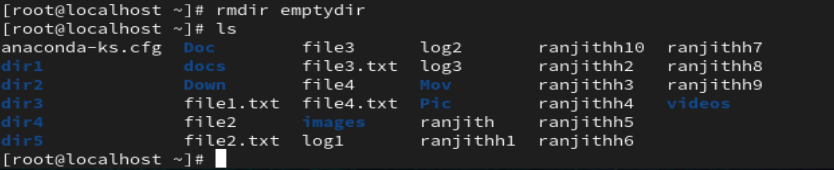 [root@localhost ~]# rmdir emptydir
[root@localhost ~]# ls
anaconda-ks.cfg  Doc        file3      log2       ranjithh10  ranjithh7
dir1             docs       file3.txt  log3       ranjithh2   ranjithh8
dir2             Down       file4      Mov        ranjithh3   ranjithh9
dir3             file1.txt  file4.txt  Pic        ranjithh4   videos
dir4             file2      images     ranjith    ranjithh5
dir5             file2.txt  log1       ranjithh1  ranjithh6
[root@localhost ~]#